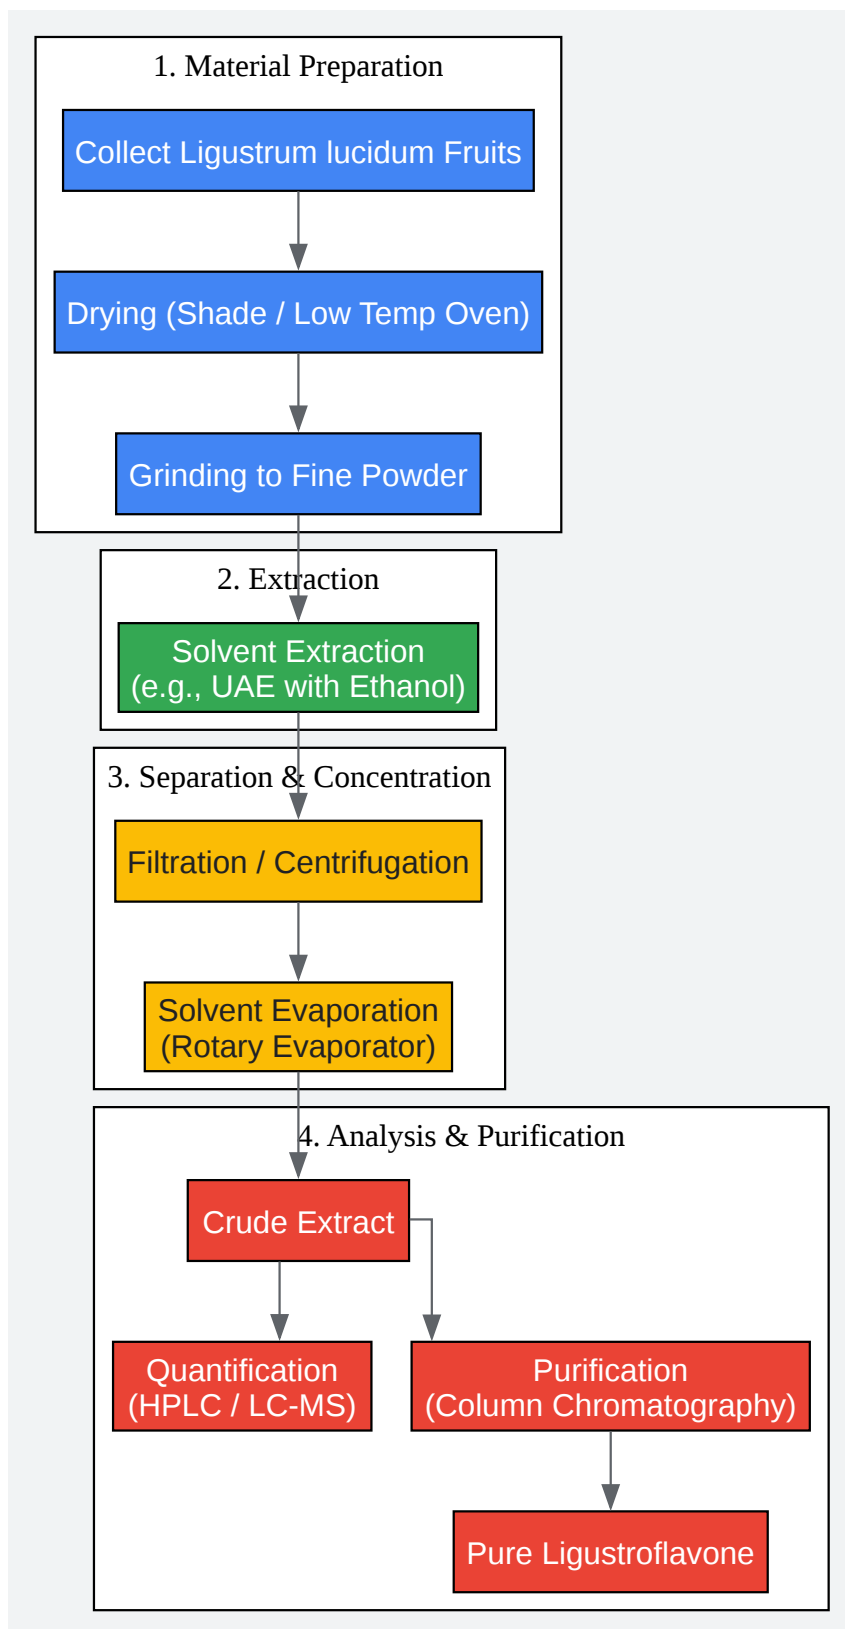 1. Material Preparation
Collect Ligustrum lucidum Fruits
Drying (Shade / Low Temp Oven)
Grinding to Fine Powder
2. Extraction
Solvent Extraction
(e.g., UAE with Ethanol)
3. Separation & Concentration
Filtration / Centrifugation
Solvent Evaporation
(Rotary Evaporator)
4. Analysis & Purification
Crude Extract
Quantification
(HPLC / LC-MS)
Purification
(Column Chromatography)
Pure Ligustroflavone